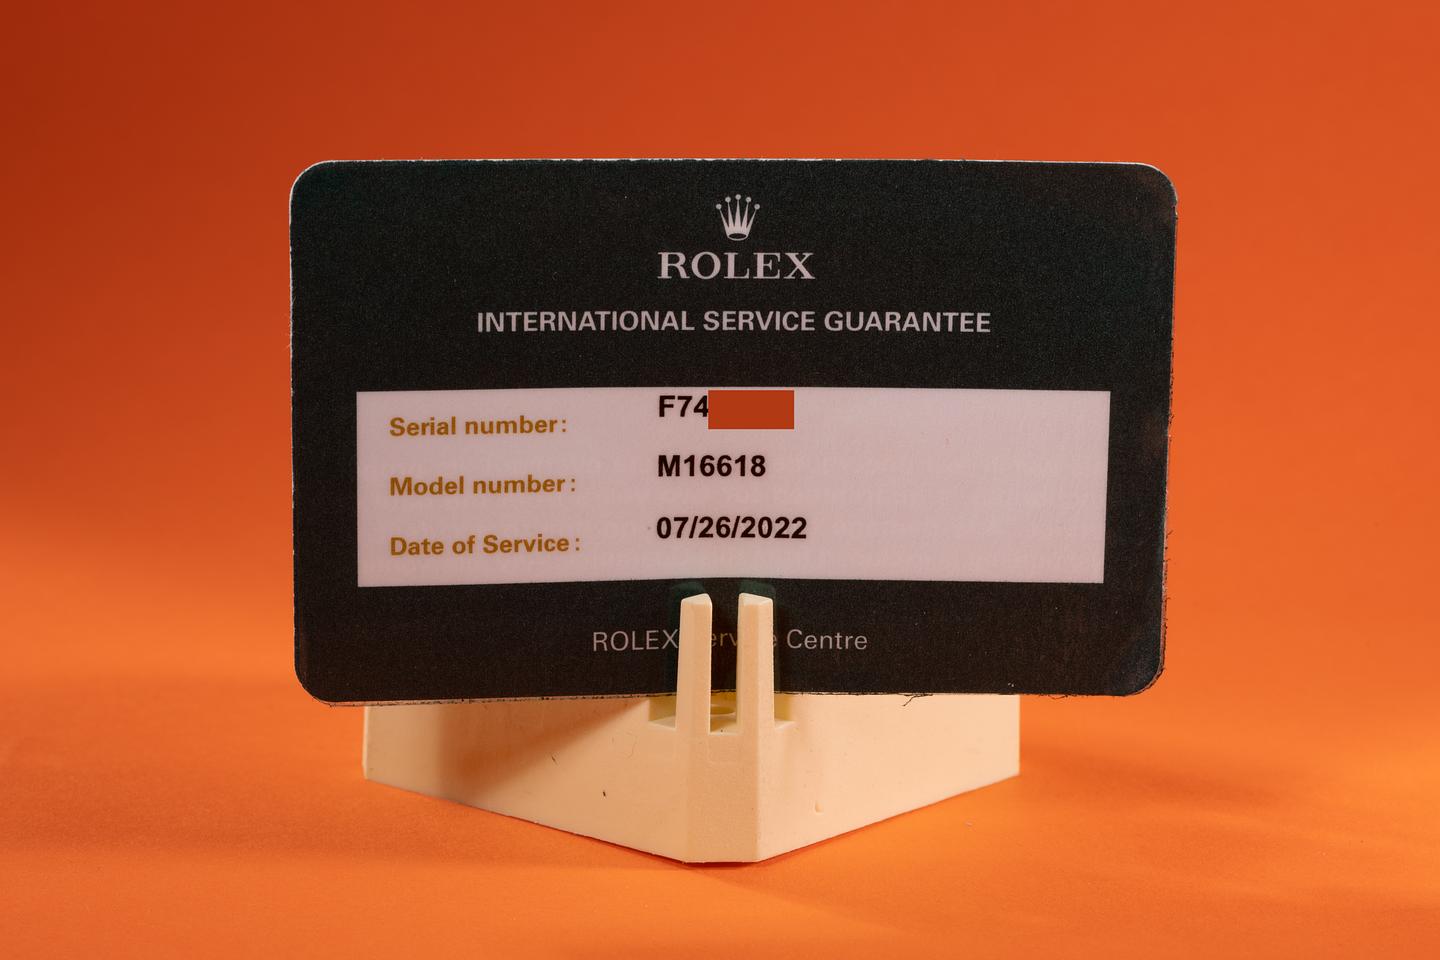 ROLEX
INTERNATIONAL SERVICE GUARANTEE
Serial number: F74
Model number: M16618
Date of Service: 07/26/2022
ROLEX Centre